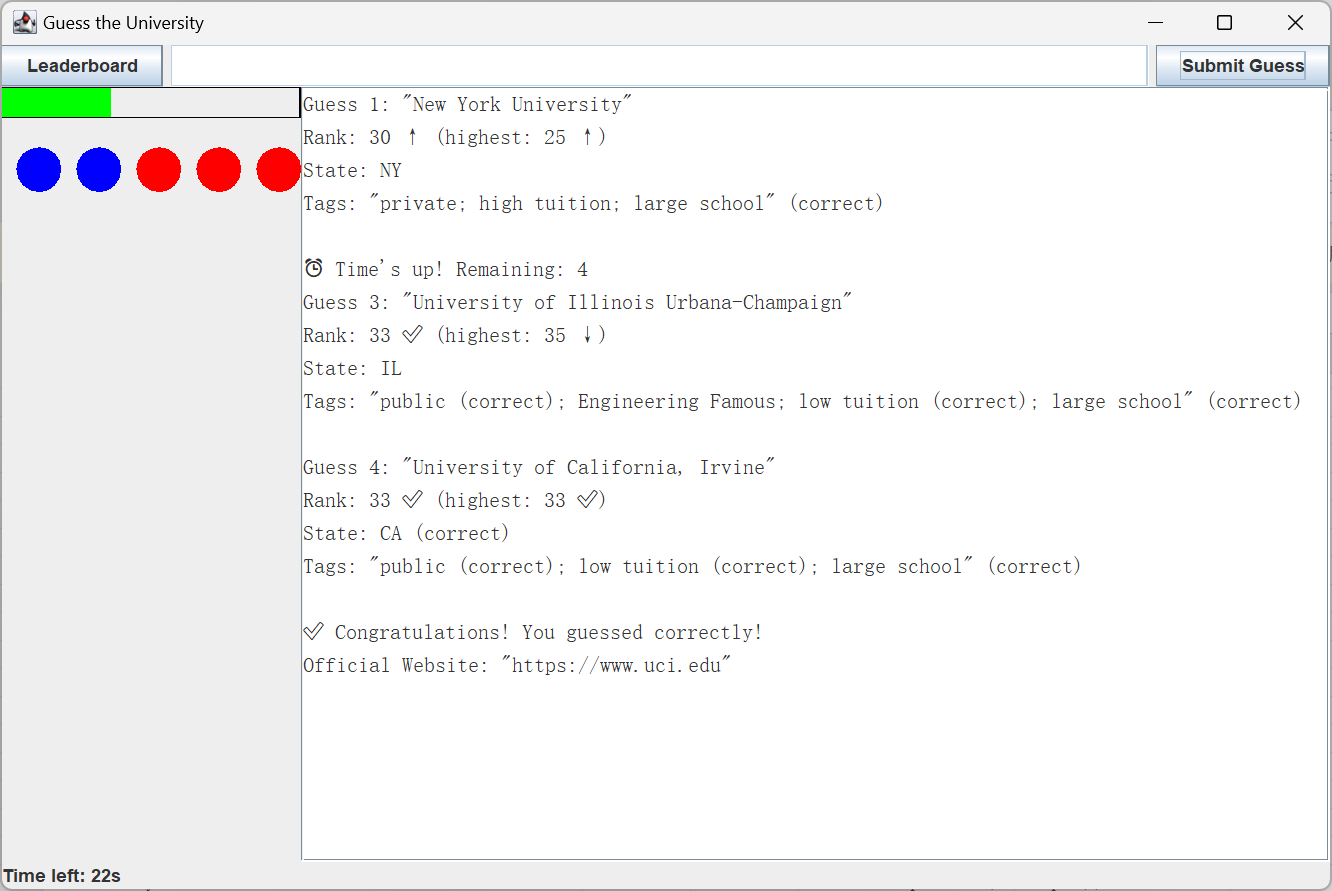 Guess the University
Leaderboard
Submit Guess
Guess 1: "New York University"
Rank: 30 ↑ (highest: 25 ↑)
State: NY
Tags: "private; high tuition; large school" (correct)
⏰ Time's up! Remaining: 4
Guess 3: "University of Illinois Urbana-Champaign"
Rank: 33 ✅ (highest: 35 ↓)
State: IL
Tags: "public (correct); Engineering Famous; low tuition (correct); large school" (correct)
Guess 4: "University of California, Irvine"
Rank: 33 ✅ (highest: 33 ✅)
State: CA (correct)
Tags: "public (correct); low tuition (correct); large school" (correct)
✅ Congratulations! You guessed correctly!
Official Website: "https://www.uci.edu"
Time left: 22s